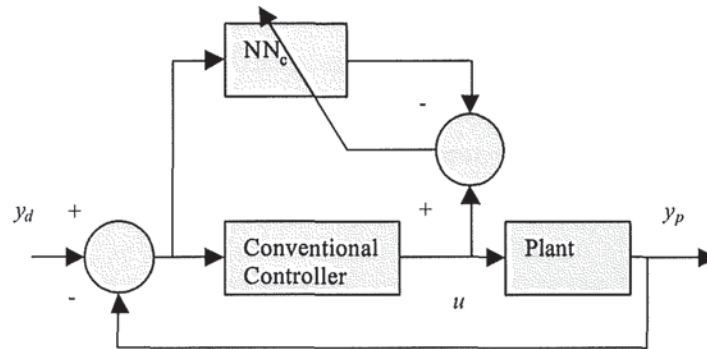 NNc
-
yd
+
+
yp
Conventional
Controller
Plant
-
u